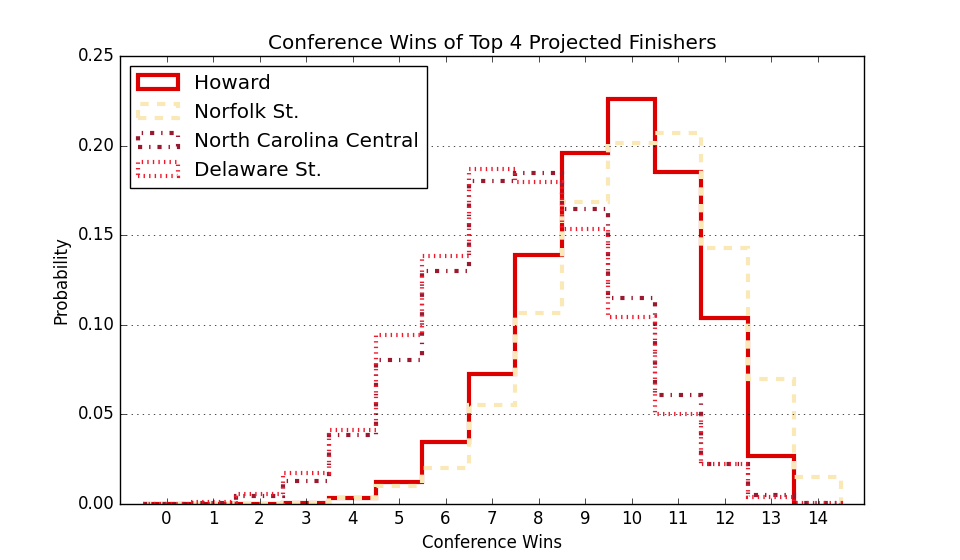 Conference Wins of Top 4 Projected Finishers
0.25
0.20
0.15
0.10
0.05
0.00
Probability
Howard
Norfolk St.
North Carolina Central
Delaware St.
0 1 2 3 4 5 6 7 8 9 10 11 12 13 14
Conference Wins